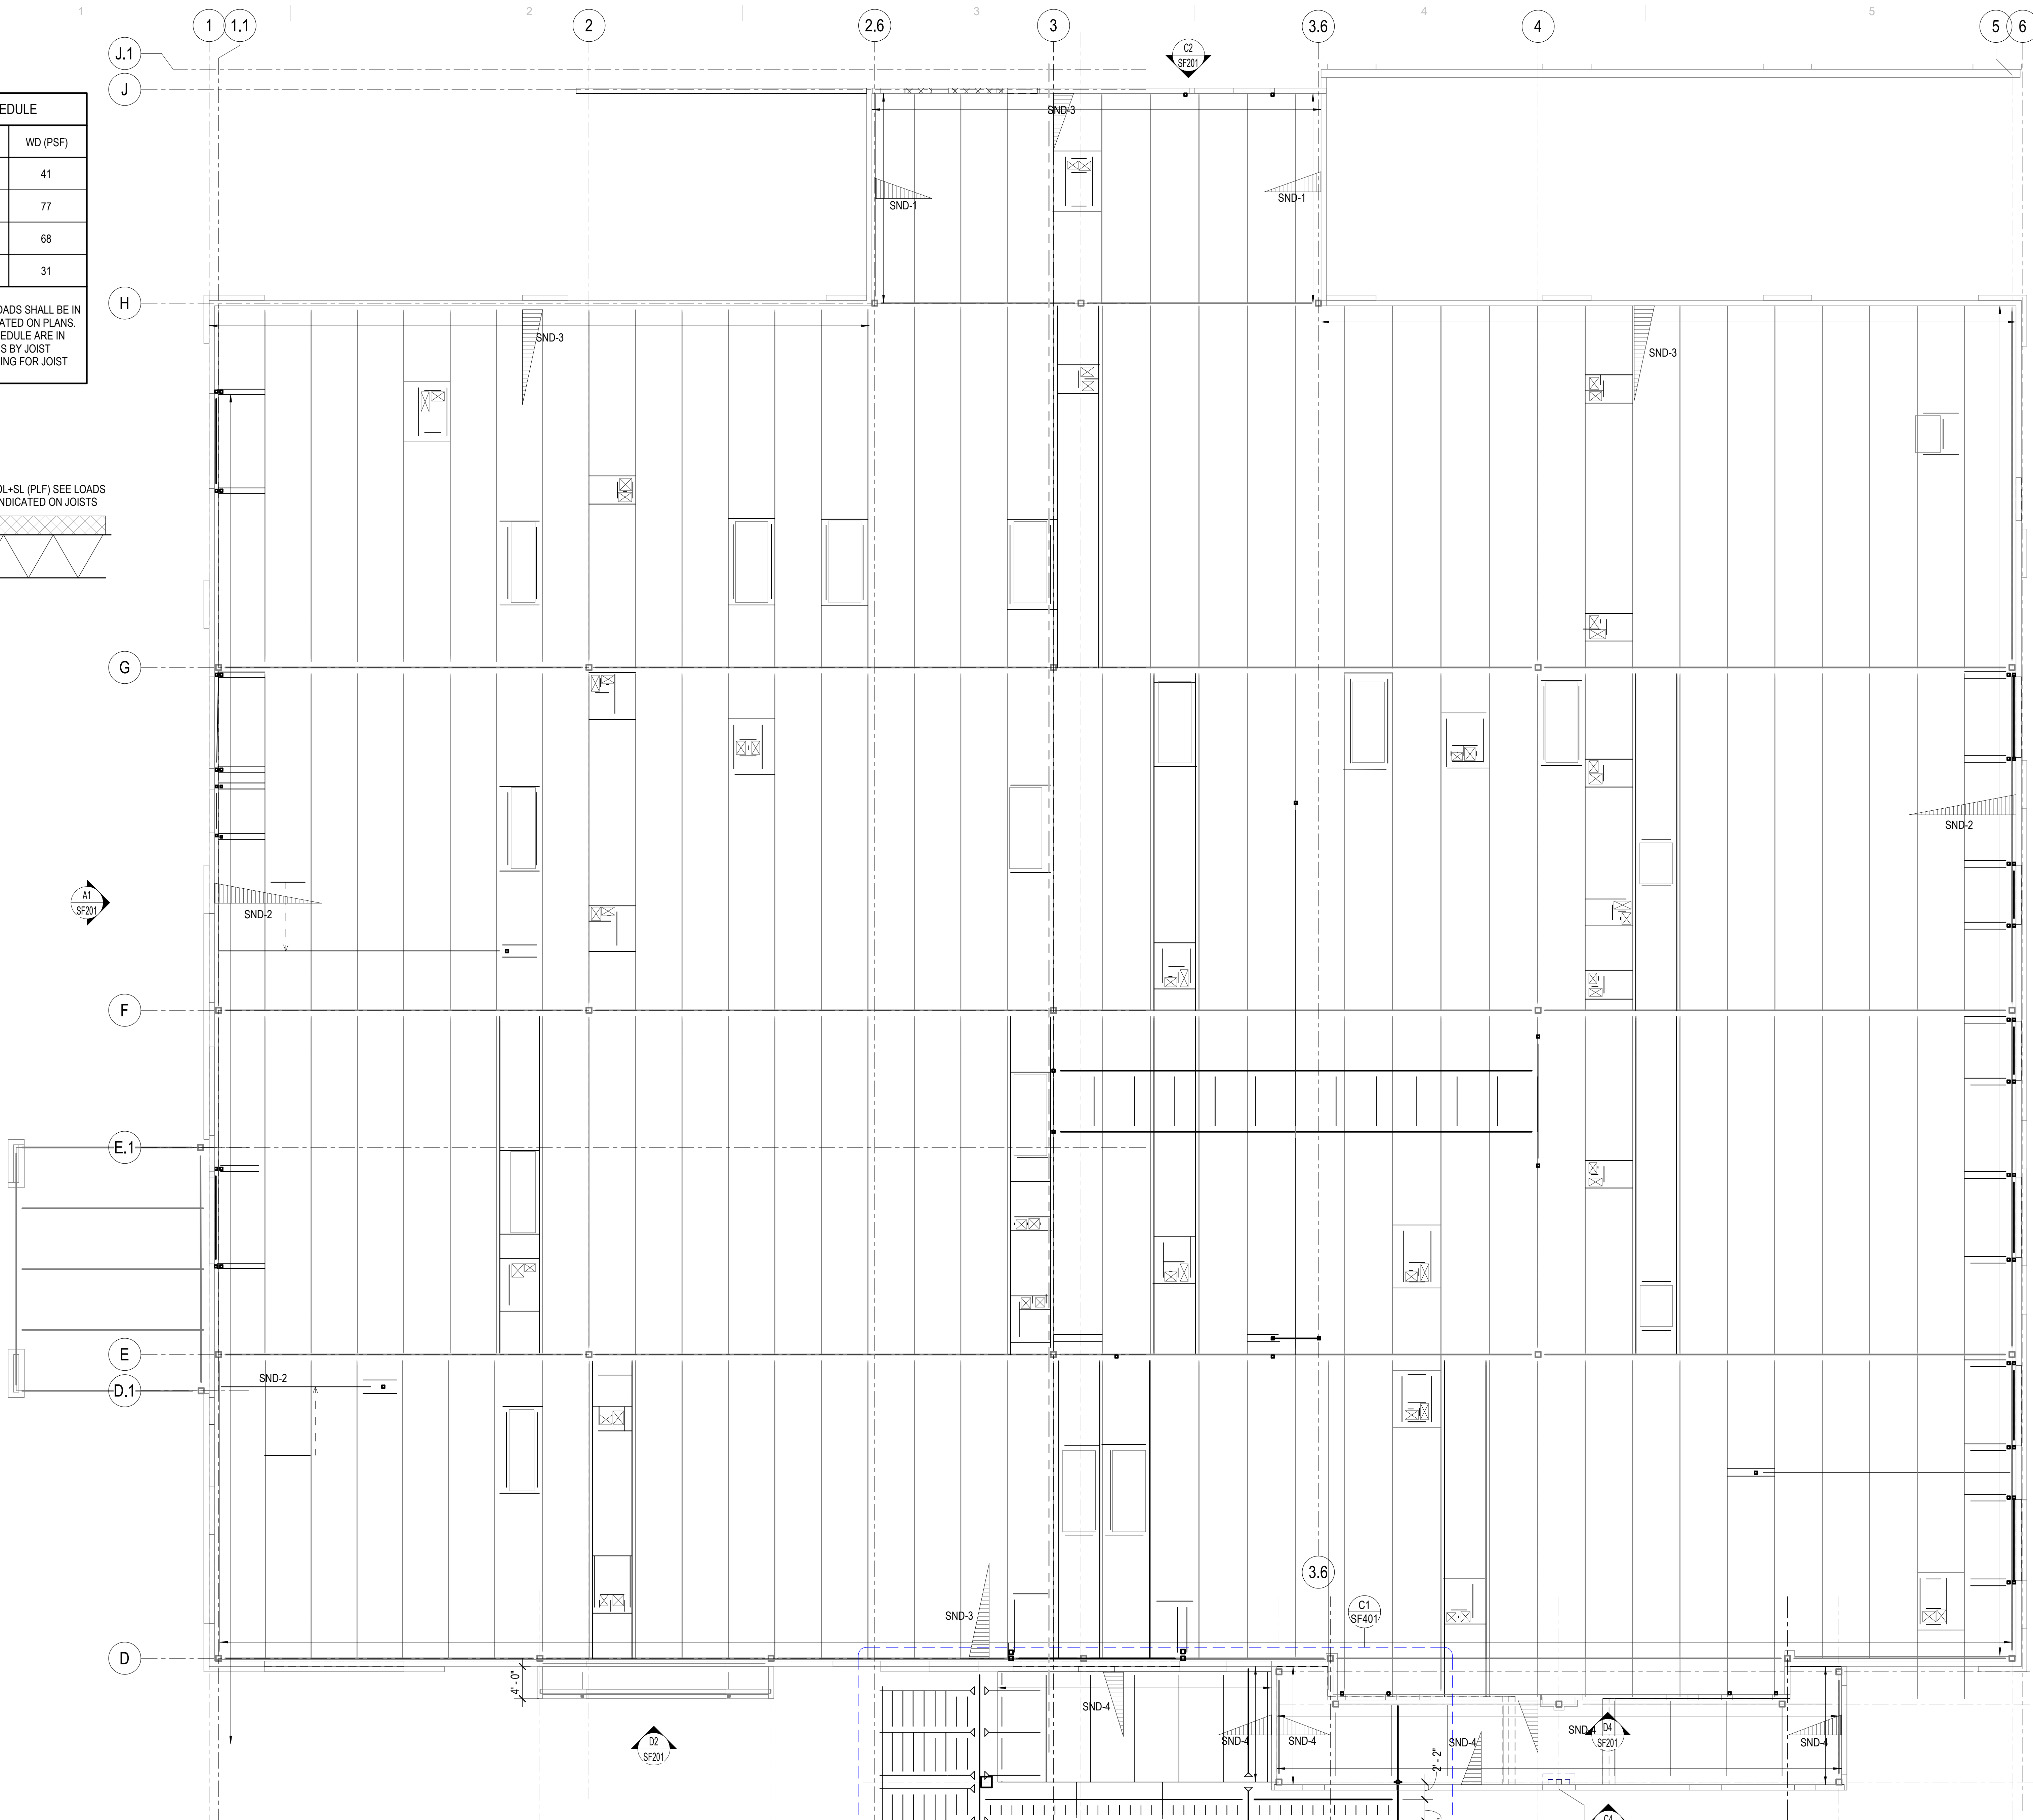 1
2
3
4
5
1
1.1
2
2.6
3
3.6
4
5
6
J.1
J
C2
SF201
EDULE
WD (PSF)
41
77
68
31
OADS SHALL BE IN
ATED ON PLANS.
EDULE ARE IN
S BY JOIST
ING FOR JOIST
SND-3
SND-1
SND-1
H
SND-3
SND-3
DL+SL (PLF) SEE LOADS
INDICATED ON JOISTS
G
SND-2
A1
SF201
SND-2
F
E.1
E
SND-2
D.1
3.6
C1
SF401
SND-3
D
4' - 0"
SND-4
D2
SF201
SND-4
SND-4
SND-4
SND-4
D4
SF201
SND-4
2' - 2"
C4